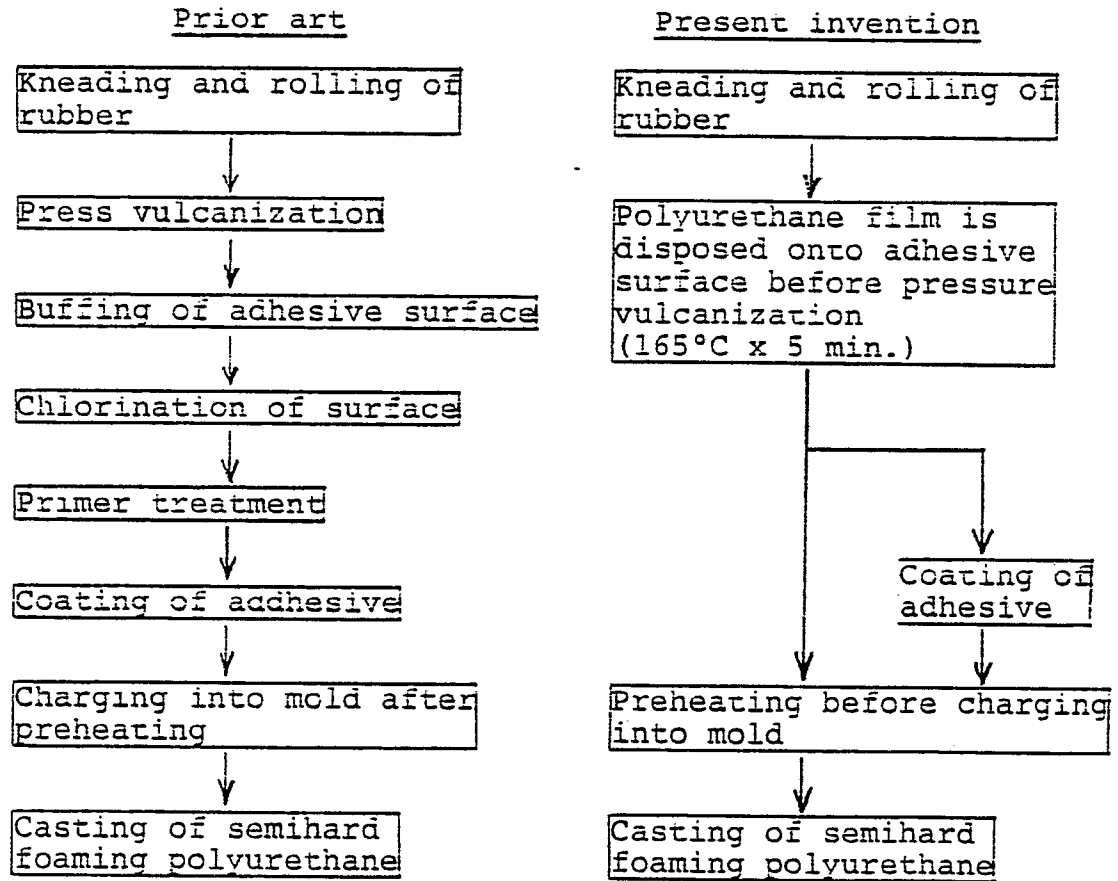 Prior art
Kneading and rolling of
rubber
Press vulcanization
Buffing of adhesive surface
Chlorination of surface
Primer treatment
Coating of addhesive
Charging into mold after
preheating
Casting of semihard
foaming polyurethane
Present invention
Kneading and rolling of
rubber
Polyurethane film is
disposed onto adhesive
surface before pressure
vulcanization
(165°C x 5 min.)
Coating of
adhesive
Preheating before charging
into mold
Casting of semihard
foaming polyurethane